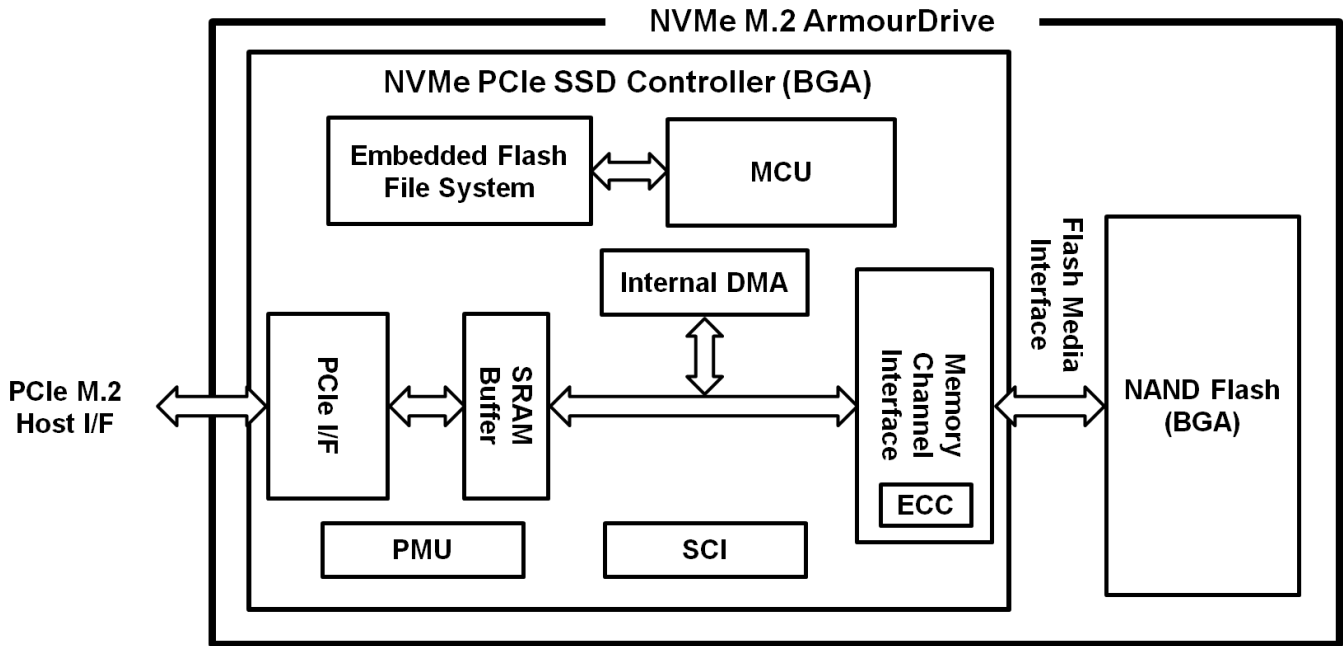 NVMe M.2 ArmourDrive
NVMe PCIe SSD Controller (BGA)
Embedded Flash
File System
MCU
Internal DMA
PCIe M.2
Host I/F
PCIe I/F
SRAM
Buffer
Memory
Channel
Interface
ECC
Flash Media
Interface
NAND Flash
(BGA)
PMU
SCI